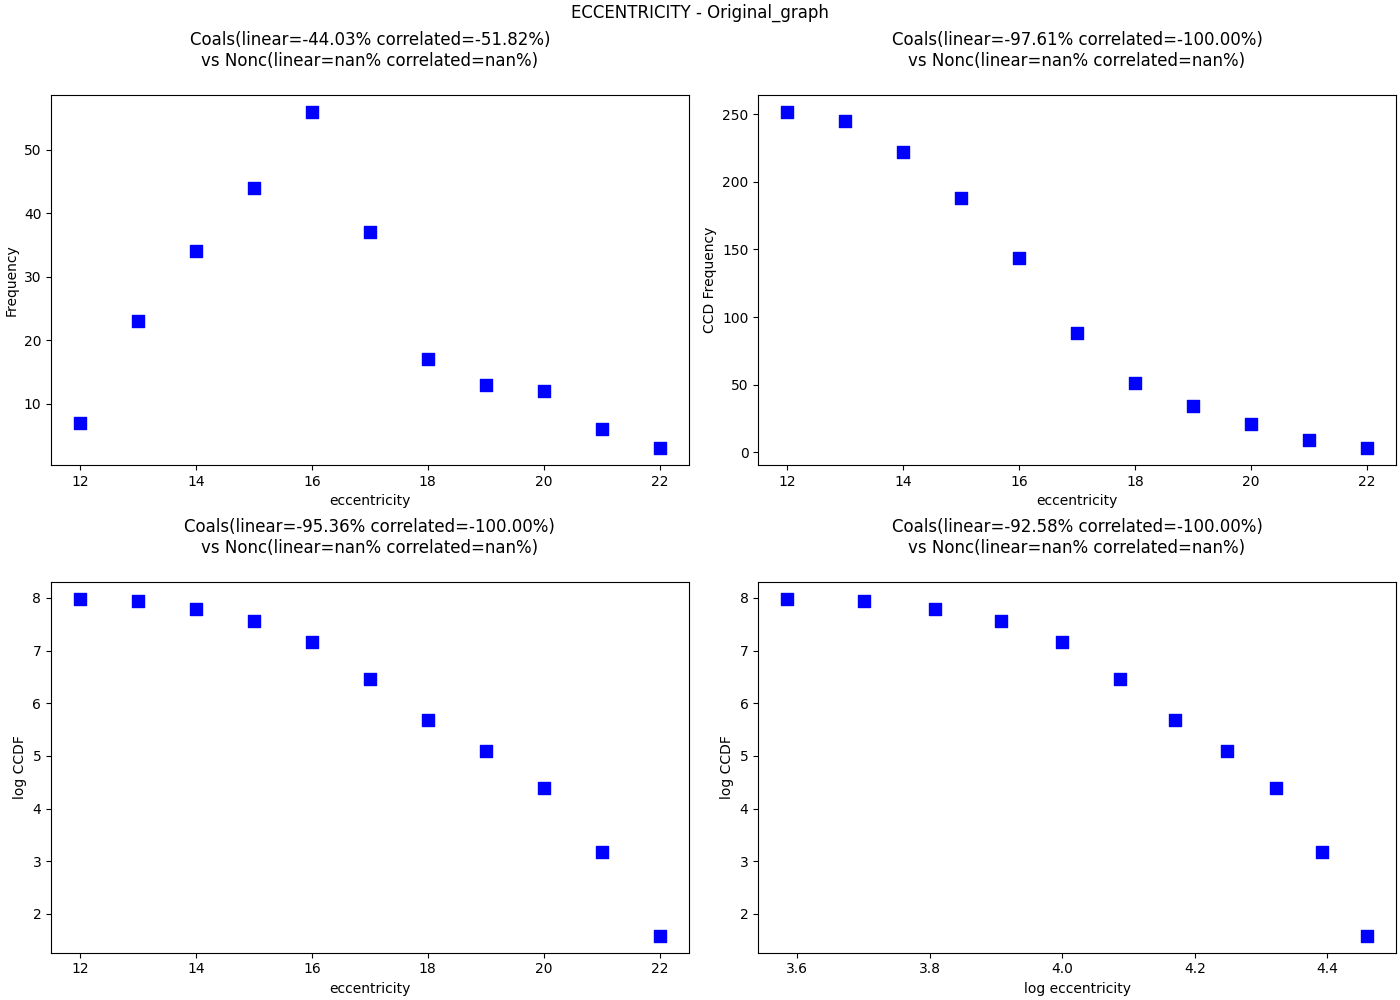 ECCENTRICITY - Original_graph
Coals(linear=-44.03% correlated=-51.82%)
vs Nonc(linear=nan% correlated=nan%)
Frequency
50
40
30
20
10
12 14 16 18 20 22
eccentricity
Coals(linear=-97.61% correlated=-100.00%)
vs Nonc(linear=nan% correlated=nan%)
CCD Frequency
250
200
150
100
50
0
12 14 16 18 20 22
eccentricity
Coals(linear=-95.36% correlated=-100.00%)
vs Nonc(linear=nan% correlated=nan%)
log CCDF
8
7
6
5
4
3
2
12 14 16 18 20 22
eccentricity
Coals(linear=-92.58% correlated=-100.00%)
vs Nonc(linear=nan% correlated=nan%)
log CCDF
8
7
6
5
4
3
2
3.6 3.8 4.0 4.2 4.4
log eccentricity